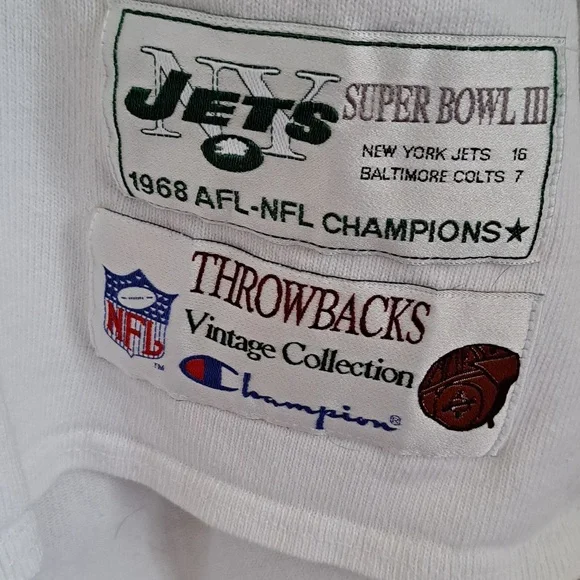 NY
JETS
SUPER BOWL III
NEW YORK JETS 16
BALTIMORE COLTS 7
1968 AFL-NFL CHAMPIONS★
NFL
TM
THROWBACKS
Vintage Collection
Champion®